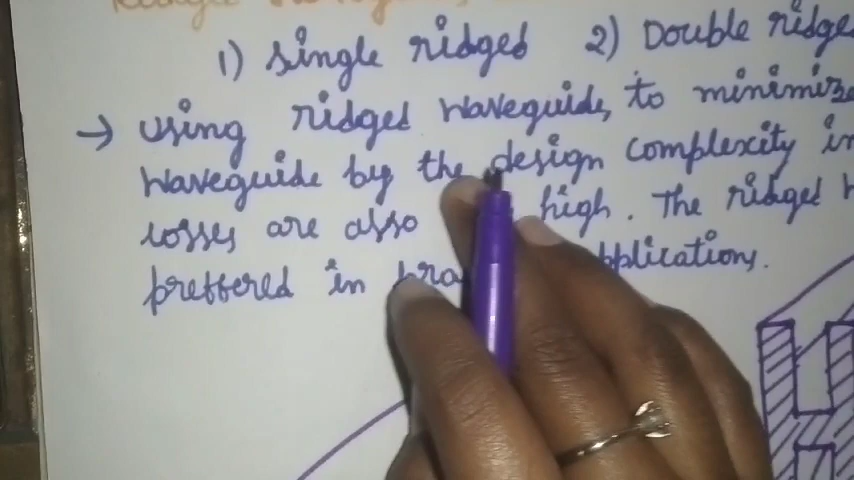 1) single ridged 2) Double ridge
→ using ridged waveguide, to minimize
waveguide by the design complexity in
losses are also high. The ridged
preffered in application,.